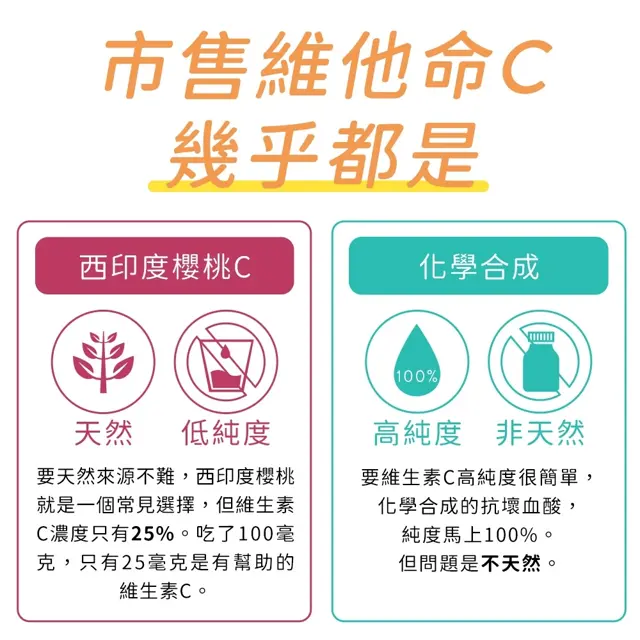 市售維他命C
幾乎都是
西印度櫻桃C
天然
低純度
要天然來源不難，西印度櫻桃
就是一個常見選擇，但維生素
C濃度只有25%。吃了100毫
克，只有25毫克是有幫助的
維生素C。
化學合成
100%
高純度
非天然
要維生素C高純度很簡單，
化學合成的抗壞血酸，
純度馬上100%。
但問題是不天然。